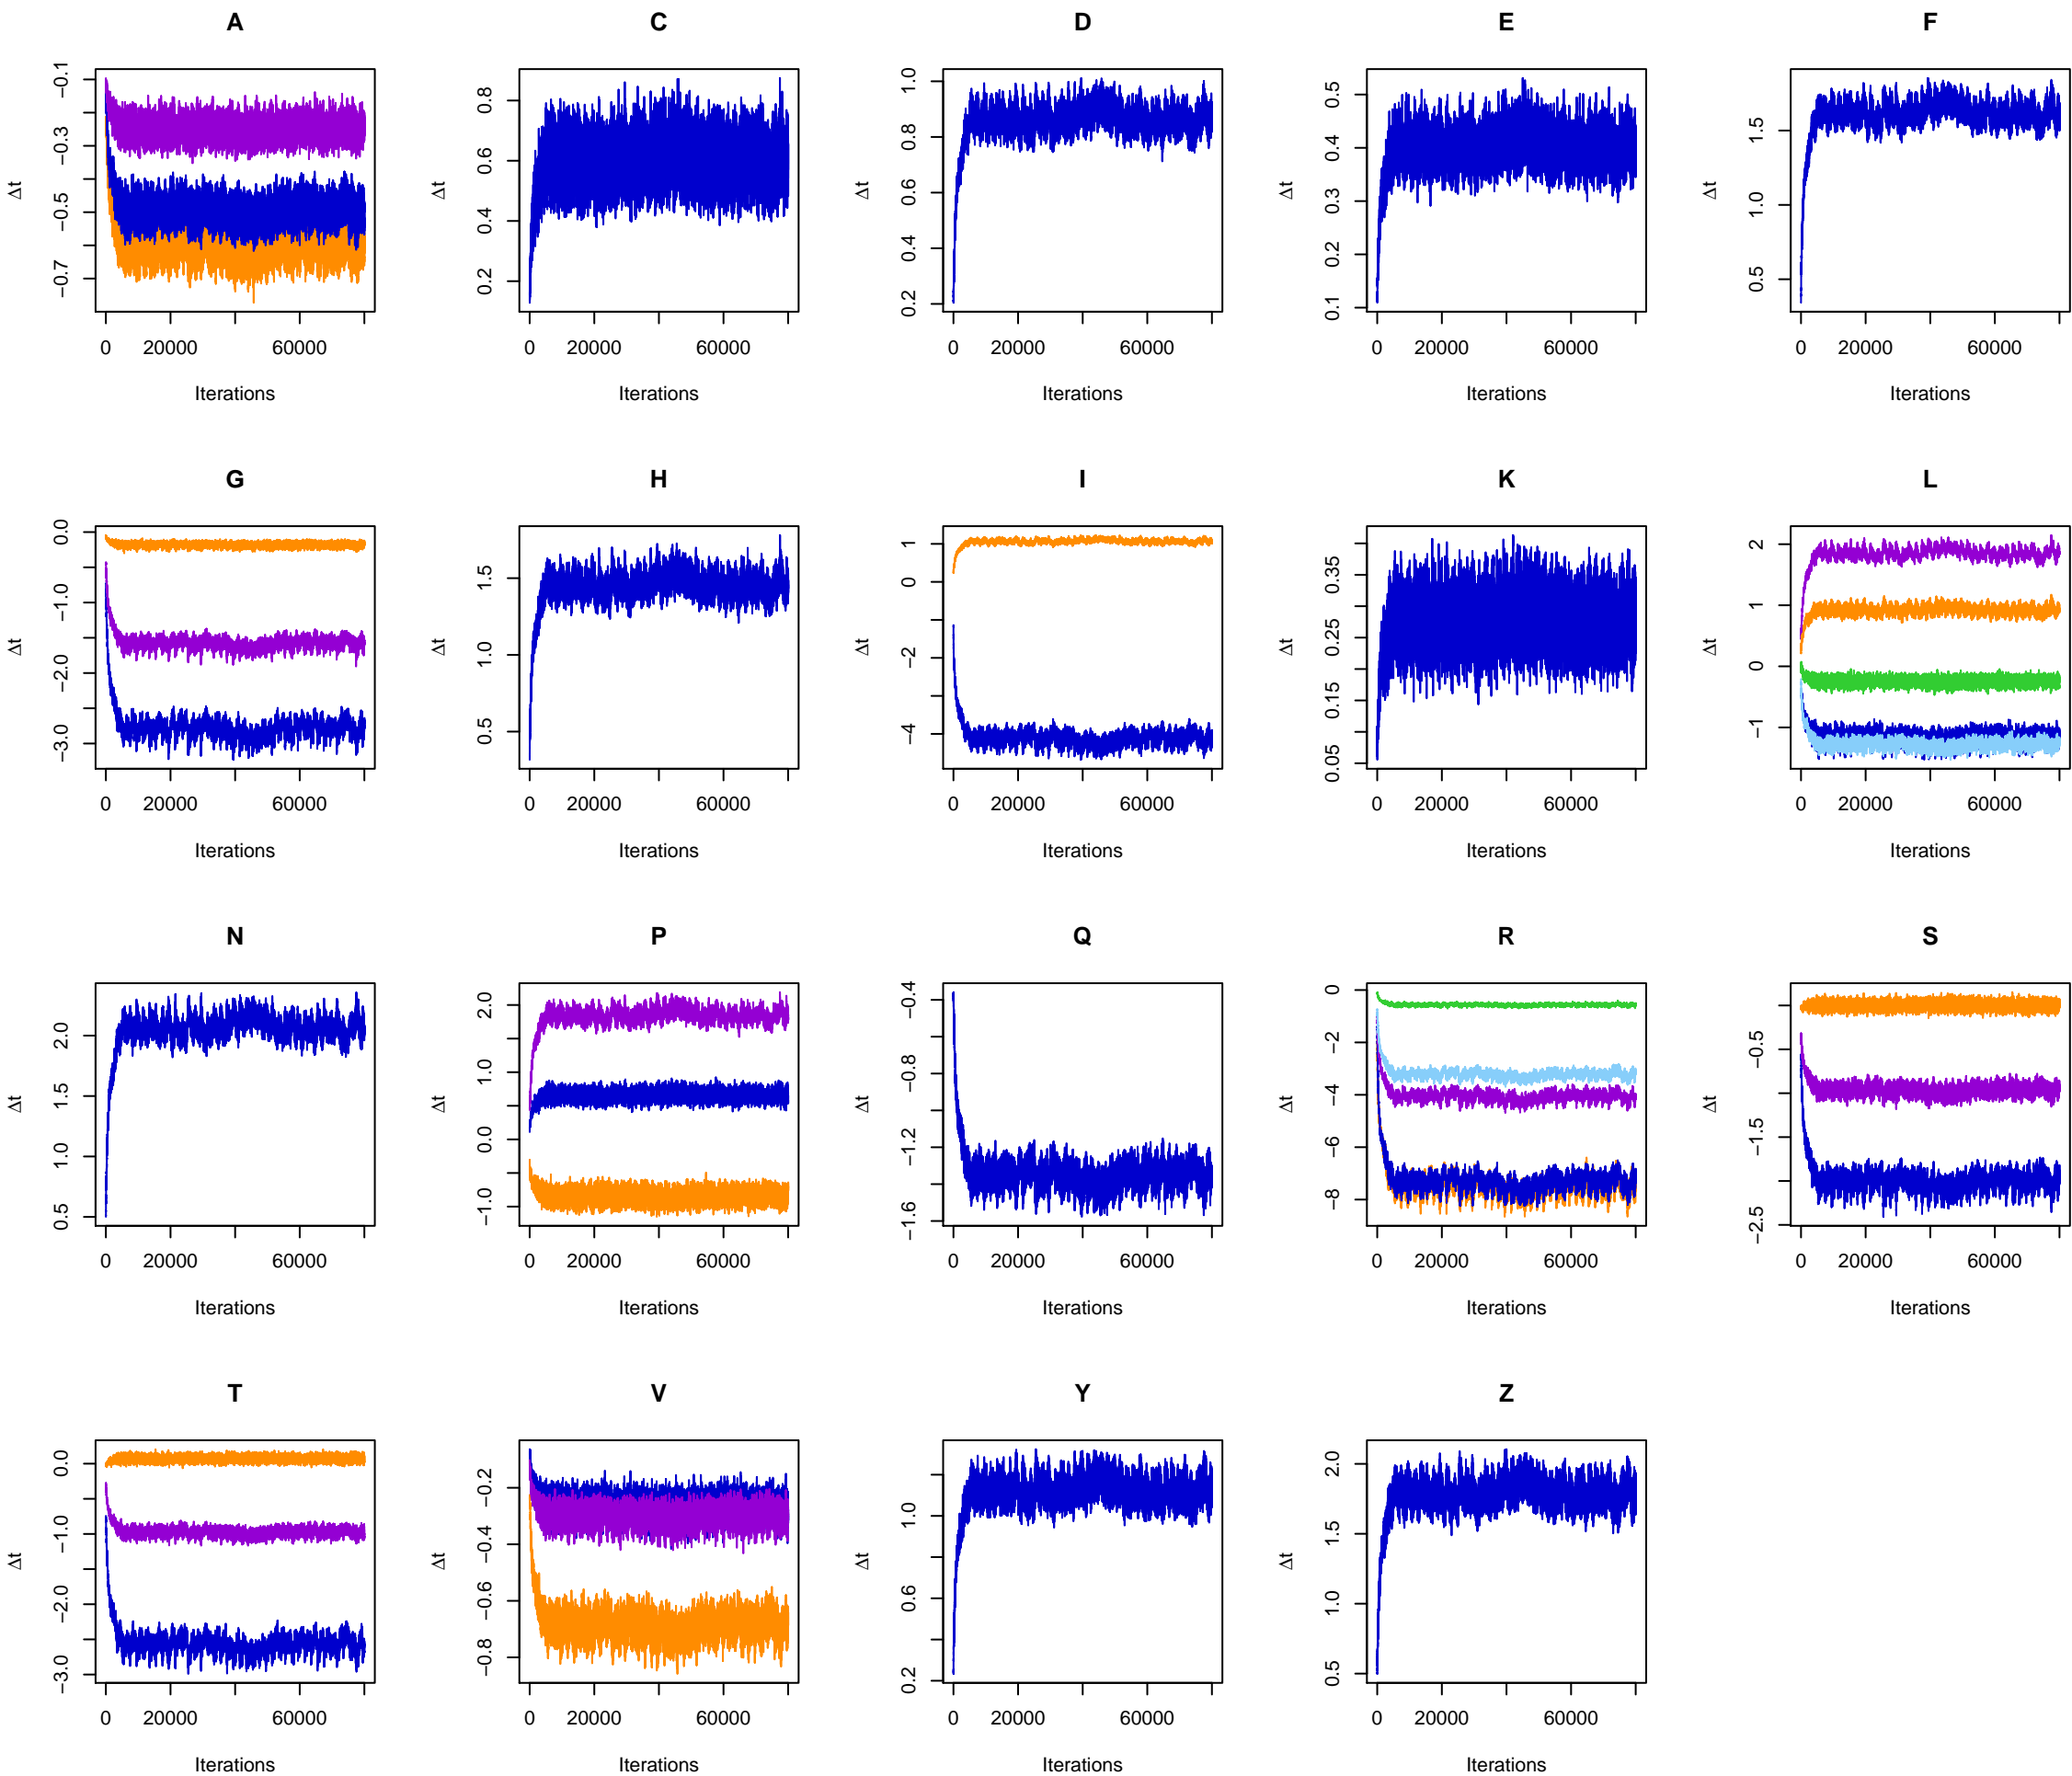 A C D E F
Δt −0.7 −0.5 −0.3 −0.1
Δt 0.2 0.4 0.6 0.8
Δt 0.2 0.4 0.6 0.8 1.0
Δt 0.1 0.2 0.3 0.4 0.5
Δt 0.5 1.0 1.5
0 20000 60000 0 20000 60000 0 20000 60000 0 20000 60000 0 20000 60000
Iterations Iterations Iterations Iterations Iterations
G H I K L
Δt −3.0 −2.0 −1.0 0.0
Δt 0.5 1.0 1.5
Δt −4 −2 0 1
Δt 0.05 0.15 0.25 0.35
Δt −1 0 1 2
0 20000 60000 0 20000 60000 0 20000 60000 0 20000 60000 0 20000 60000
Iterations Iterations Iterations Iterations Iterations
N P Q R S
Δt 0.5 1.0 1.5 2.0
Δt −1.0 0.0 1.0 2.0
Δt −1.6 −1.2 −0.8 −0.4
Δt −8 −6 −4 −2 0
Δt −2.5 −1.5 −0.5
0 20000 60000 0 20000 60000 0 20000 60000 0 20000 60000 0 20000 60000
Iterations Iterations Iterations Iterations Iterations
T V Y Z
Δt −3.0 −2.0 −1.0 0.0
Δt −0.8 −0.6 −0.4 −0.2
Δt 0.2 0.6 1.0
Δt 0.5 1.0 1.5 2.0
0 20000 60000 0 20000 60000 0 20000 60000 0 20000 60000
Iterations Iterations Iterations Iterations